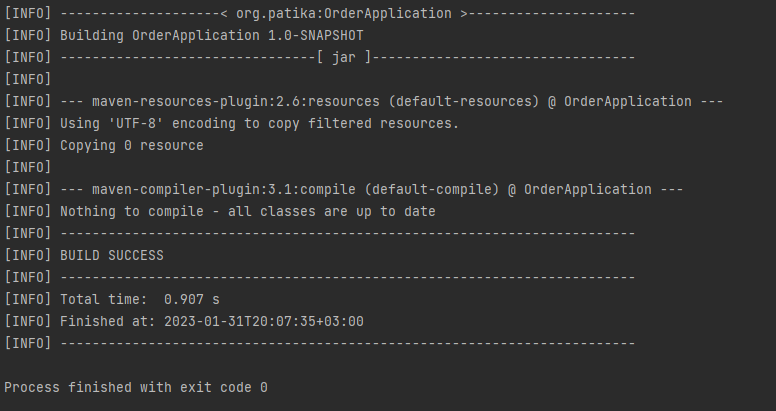 [INFO] --------------------< org.patika:OrderApplication >---------------------
[INFO] Building OrderApplication 1.0-SNAPSHOT
[INFO] --------------------------------[ jar ]---------------------------------
[INFO]
[INFO] --- maven-resources-plugin:2.6:resources (default-resources) @ OrderApplication ---
[INFO] Using 'UTF-8' encoding to copy filtered resources.
[INFO] Copying 0 resource
[INFO]
[INFO] --- maven-compiler-plugin:3.1:compile (default-compile) @ OrderApplication ---
[INFO] Nothing to compile - all classes are up to date
[INFO] ------------------------------------------------------------------------
[INFO] BUILD SUCCESS
[INFO] ------------------------------------------------------------------------
[INFO] Total time:  0.907 s
[INFO] Finished at: 2023-01-31T20:07:35+03:00
[INFO] ------------------------------------------------------------------------
Process finished with exit code 0